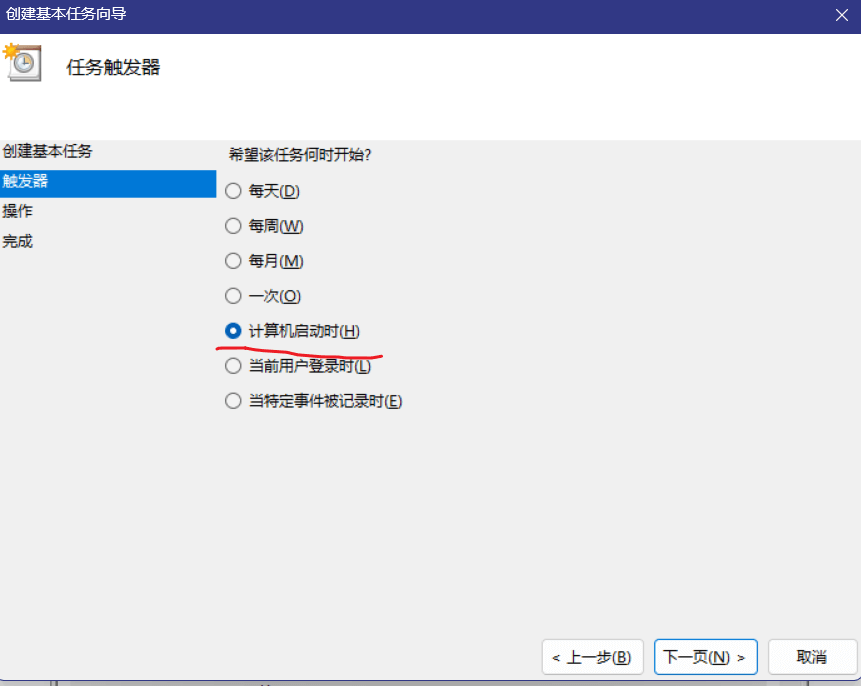 创建基本任务向导
任务触发器
创建基本任务
触发器
操作
完成
希望该任务何时开始?
每天(D)
每周(W)
每月(M)
一次(O)
计算机启动时(H)
当前用户登录时(L)
当特定事件被记录时(E)
< 上一步(B)
下一页(N) >
取消